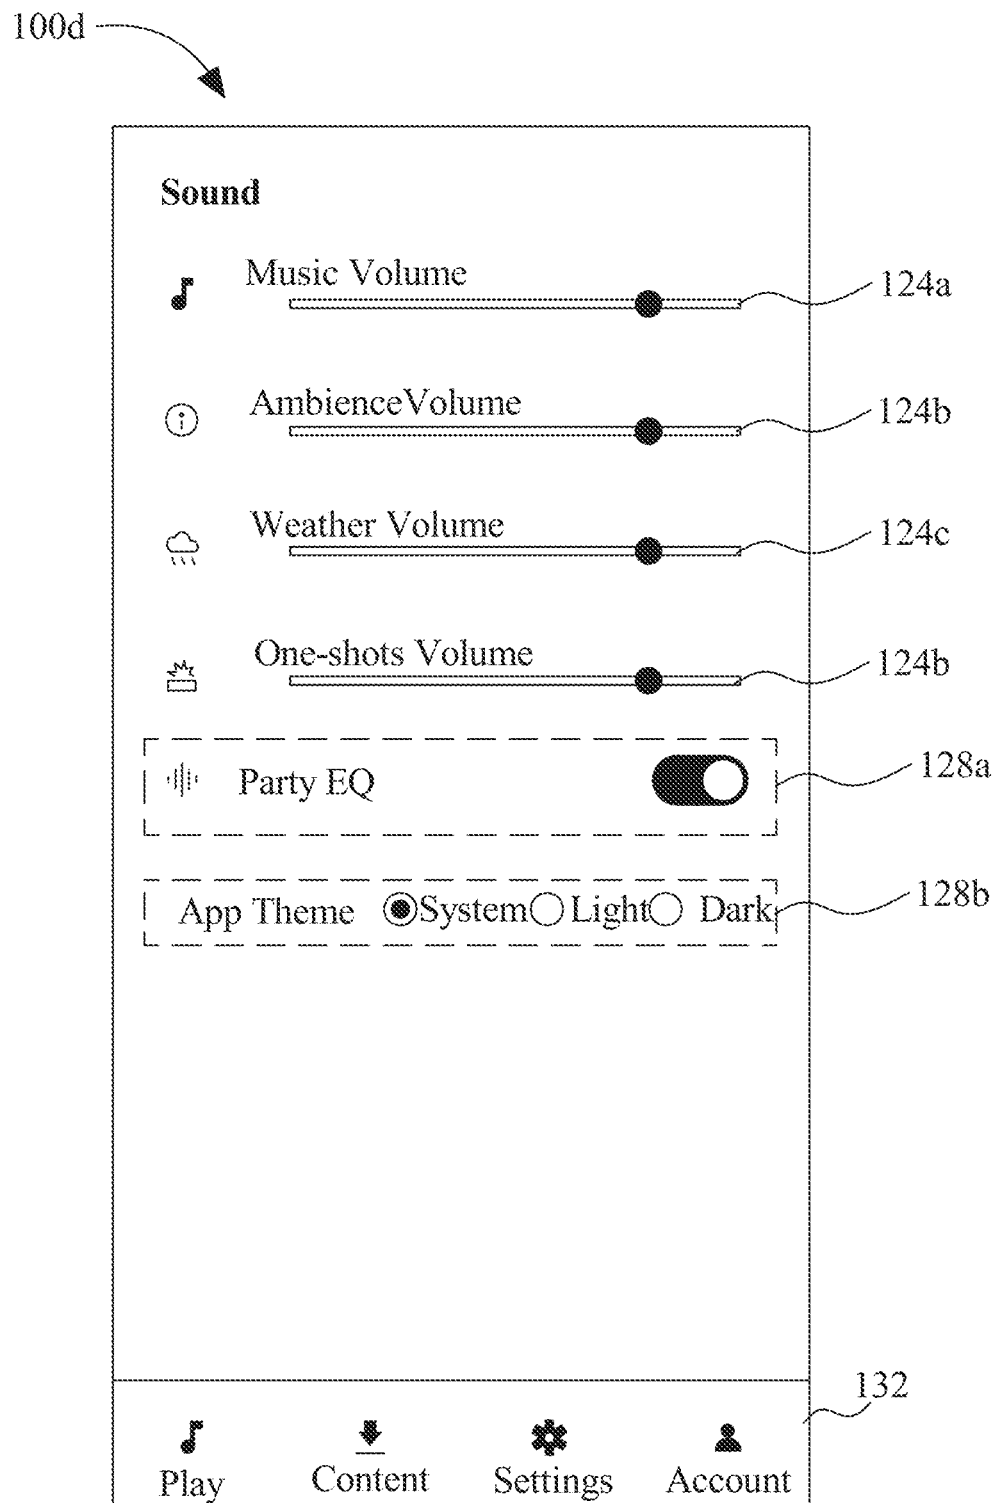 100d
Sound
Music Volume
124a
AmbienceVolume
124b
Weather Volume
124c
One-shots Volume
124b
Party EQ
128a
App Theme System Light Dark
128b
132
Play Content Settings Account